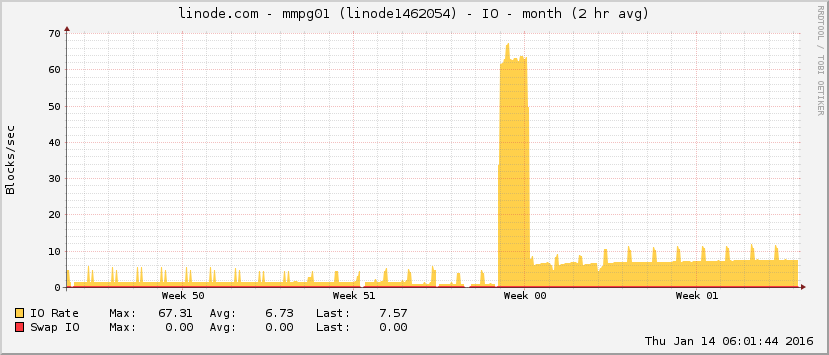 linode.com - mmpg01 (linode1462054) - IO - month (2 hr avg)
RRDTOOL / TOBI OETIKER
Blocks/sec
70
60
50
40
30
20
10
0
Week 50 Week 51 Week 00 Week 01
IO Rate Max: 67.31 Avg: 6.73 Last: 7.57
Swap IO Max: 0.00 Avg: 0.00 Last: 0.00
Thu Jan 14 06:01:44 2016